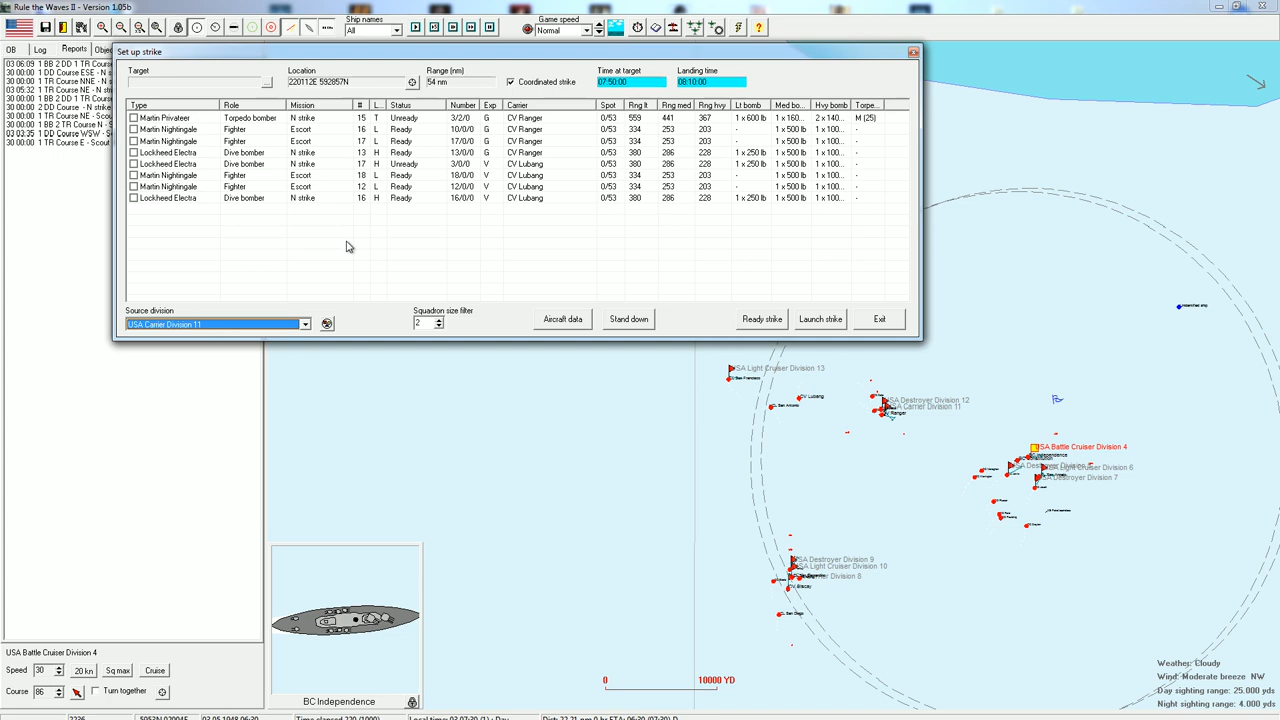 Rule the Waves II - Version 1.05b
Ship names
All
Game speed
Normal
OB Log Reports
Set up strike
Target
Location
220112E 592857N
Range (nm)
54 nm
Coordinated strike
Time at target
07:50:00
Landing time
08:10:00
Type Role Mission # L... Status Number Exp Carrier Spot Rng lt Rng med Rng hvy Lt bomb Med bo... Hvy bomb Torpe...
Martin Privateer Torpedo bomber N strike 15 T Unready 3/2/0 G CV Ranger 0/53 559 441 367 1 x 600 lb 1 x 160... 2 x 140... M (25)
Martin Nightingale Fighter Escort 16 L Ready 10/0/0 G CV Ranger 0/53 334 253 203 - 1 x 500 lb 1 x 100... -
Martin Nightingale Fighter Escort 17 L Ready 17/0/0 G CV Ranger 0/53 334 253 203 - 1 x 500 lb 1 x 100... -
Lockheed Electra Dive bomber N strike 13 H Ready 13/0/0 G CV Ranger 0/53 380 286 228 1 x 250 lb 1 x 500 lb 1 x 100... -
Lockheed Electra Dive bomber N strike 17 H Unready 3/0/0 V CV Lubang 0/53 380 286 228 1 x 250 lb 1 x 500 lb 1 x 100... -
Martin Nightingale Fighter Escort 18 L Ready 18/0/0 V CV Lubang 0/53 334 253 203 - 1 x 500 lb 1 x 100... -
Martin Nightingale Fighter Escort 12 L Ready 12/0/0 V CV Lubang 0/53 334 253 203 - 1 x 500 lb 1 x 100... -
Lockheed Electra Dive bomber N strike 16 H Ready 16/0/0 V CV Lubang 0/53 380 286 228 1 x 250 lb 1 x 500 lb 1 x 100... -
Source division
USA Carrier Division 11
Squadron size filter
2
Aircraft data
Stand down
Ready strike
Launch strike
Exit
03 06:09 1 BB 2 DD 1 TR Course
30 00:00 1 DD Course ESE - N s
30 00:00 1 TR Course NNE - N
03 05:32 1 TR Course NE - N s
30 00:00 1 BB 1 DD Course
30 00:00 2 DD Course
30 00:00 1 TR Course NE - Sco
30 00:00 1 BB 2 TR Course N -
03 03:35 1 DD Course WSW - S
30 00:00 1 TR Course E - Scout
Unidentified ship
USA Light Cruiser Division 13
CL San Francisco
CV Lubang
CL San Antonio
USA Destroyer Division 12
USA Carrier Division 11
CV Ranger
USA Battle Cruiser Division 4
USA Light Cruiser Division 6
USA Destroyer Division 7
USA Destroyer Division 9
USA Light Cruiser Division 10
CV Biscay
CL San Diego
0 10000 YD
Weather: Cloudy
Wind: Moderate breeze NW
Day sighting range: 25.000 yds
Night sighting range: 4.000 yds
USA Battle Cruiser Division 4
Speed 30 20 kn Sq max Cruise
Course 86 Turn together
BC Independence